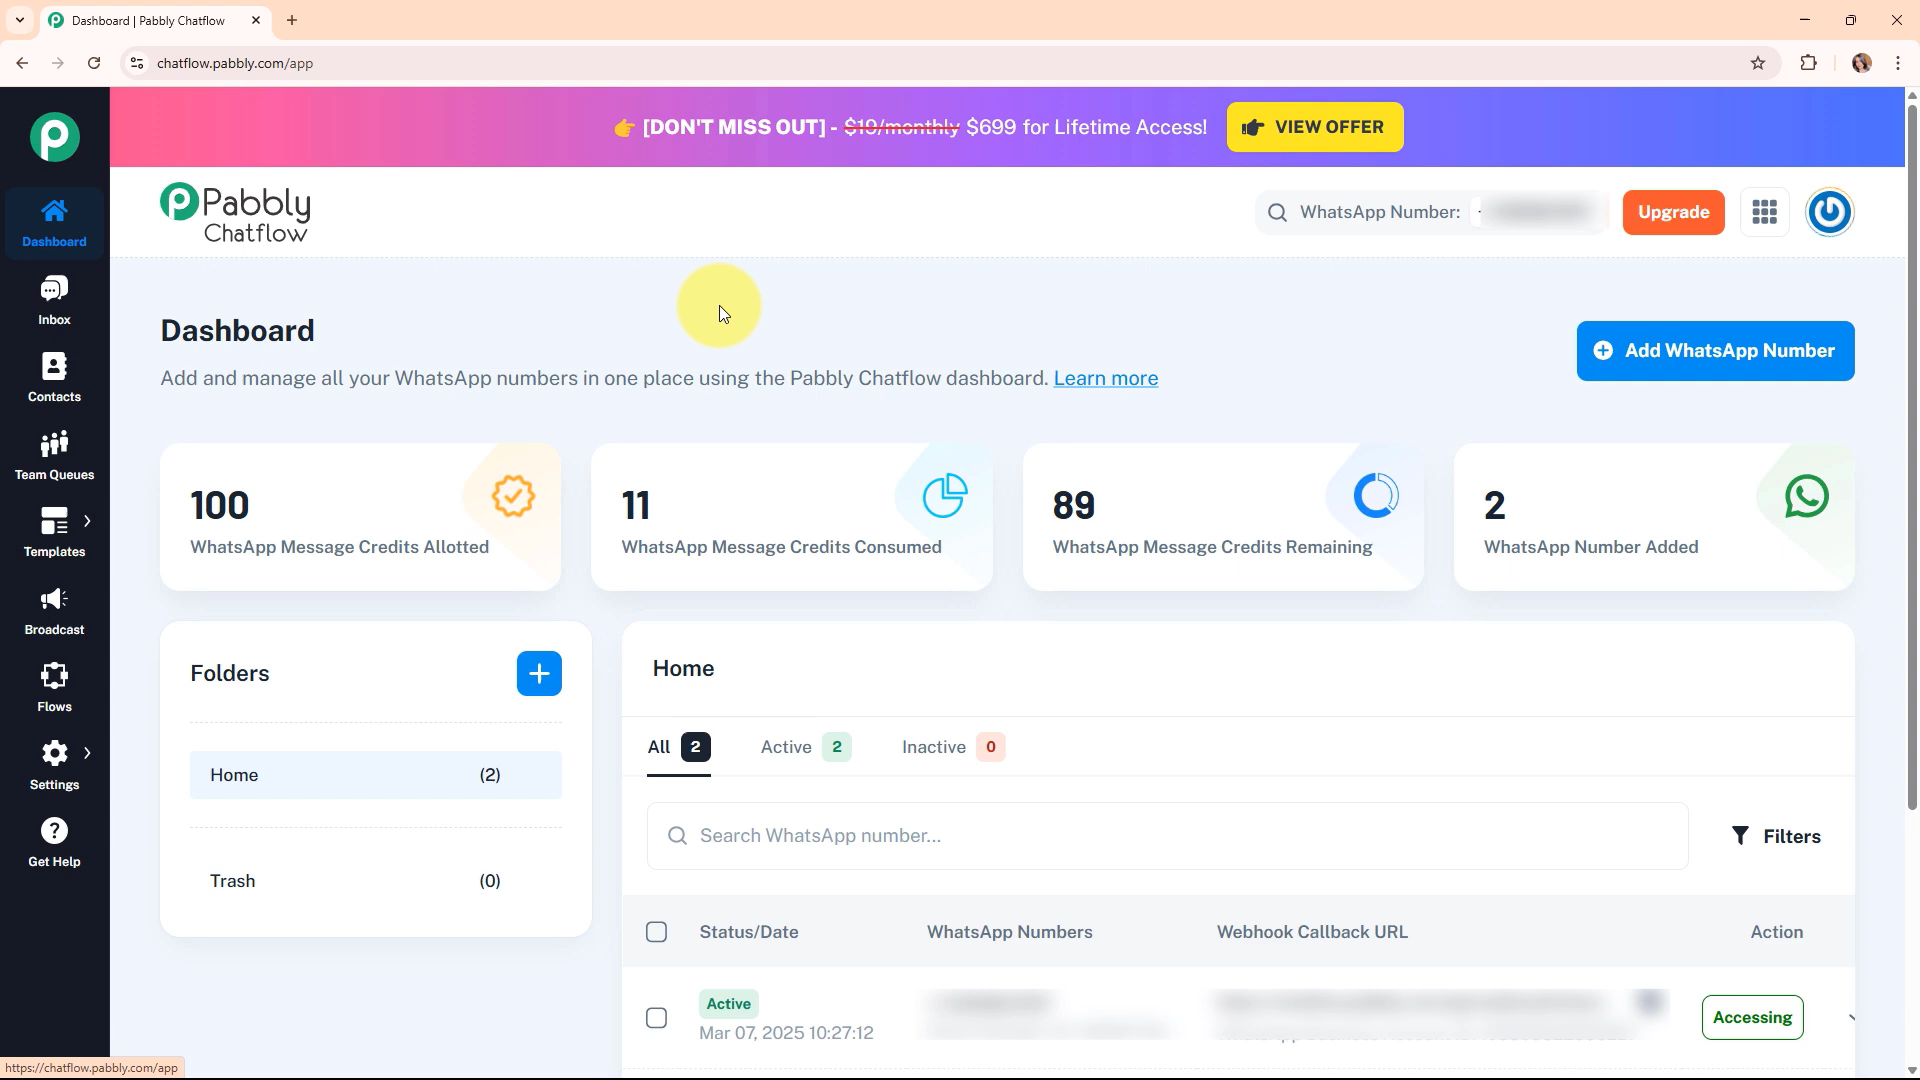 Dashboard | Pabbly Chatflow
chatflow.pabbly.com/app
[DON'T MISS OUT] - $19/monthly $699 for Lifetime Access!
VIEW OFFER
Pabbly
Chatflow
WhatsApp Number:
Upgrade
Dashboard
Inbox
Contacts
Team Queues
Templates
Broadcast
Flows
Settings
Get Help
Dashboard
Add and manage all your WhatsApp numbers in one place using the Pabbly Chatflow dashboard. Learn more
Add WhatsApp Number
100
WhatsApp Message Credits Allotted
11
WhatsApp Message Credits Consumed
89
WhatsApp Message Credits Remaining
2
WhatsApp Number Added
Folders
Home (2)
Trash (0)
Home
All 2 Active 2 Inactive 0
Search WhatsApp number...
Filters
Status/Date WhatsApp Numbers Webhook Callback URL Action
Active
Mar 07, 2025 10:27:12
Accessing
https://chatflow.pabbly.com/app